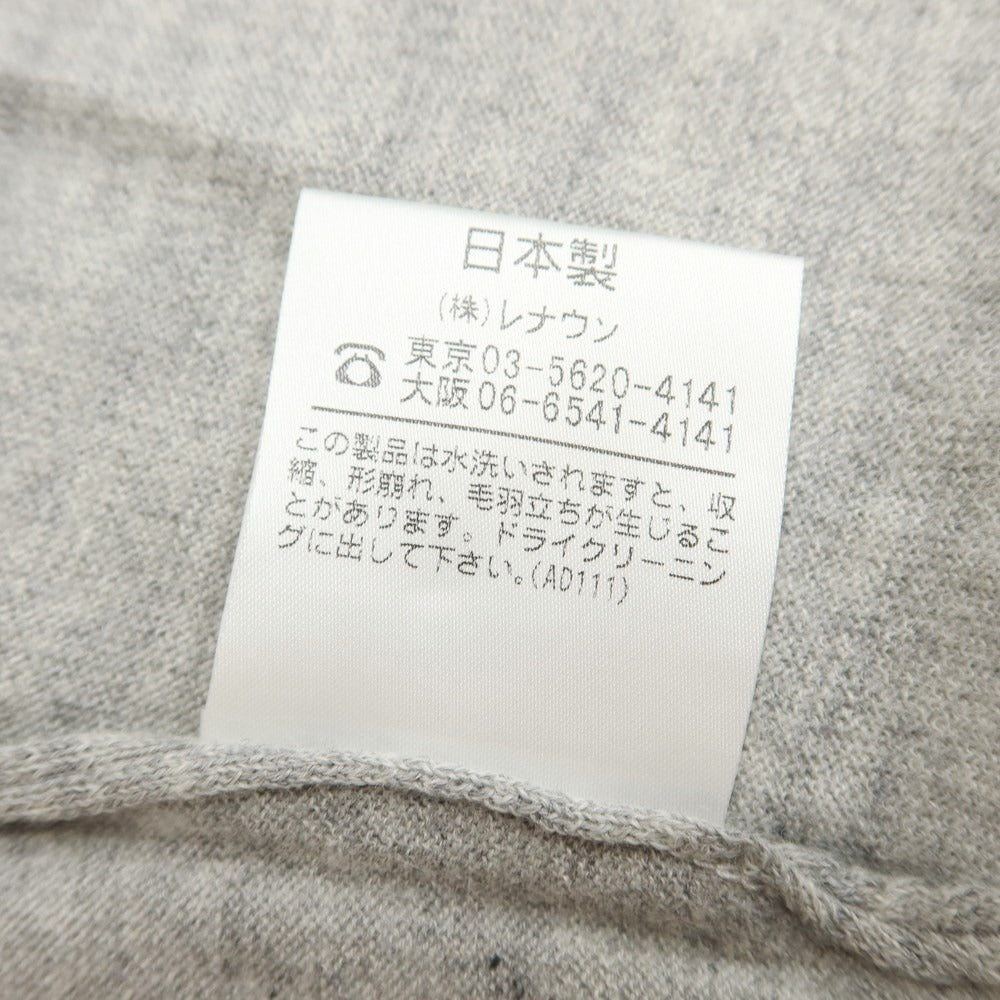 日本製
(株)レナウン
☎ 東京03-5620-4141
大阪06-6541-4141
この製品は水洗いされますと、収
縮、形崩れ、毛羽立ちが生じるこ
とがあります。ドライクリーニン
グに出して下さい。(AD111)